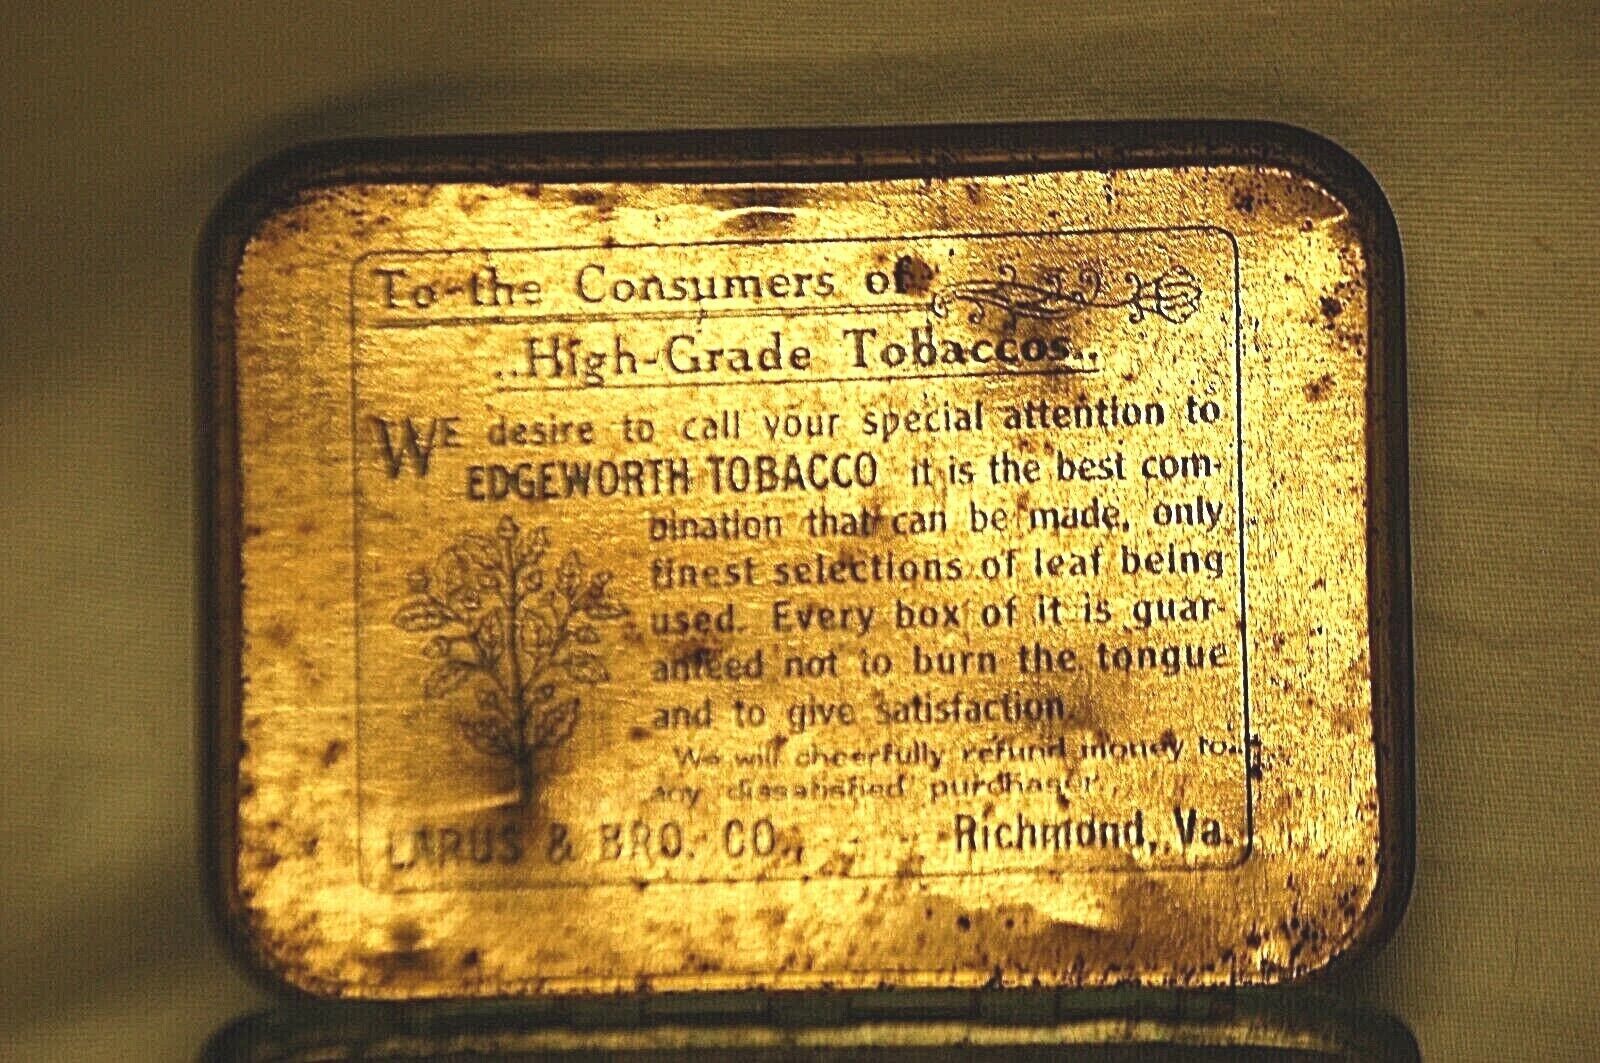 To-the Consumers of
..High-Grade Tobaccos..
WE desire to call your special attention to
EDGEWORTH TOBACCO it is the best com-
bination that can be made, only
finest selections of leaf being
used. Every box of it is guar-
anteed not to burn the tongue
and to give satisfaction.
We will cheerfully refund money to
any dissatisfied purchaser.
LARUS & BRO. CO., - - Richmond, Va.